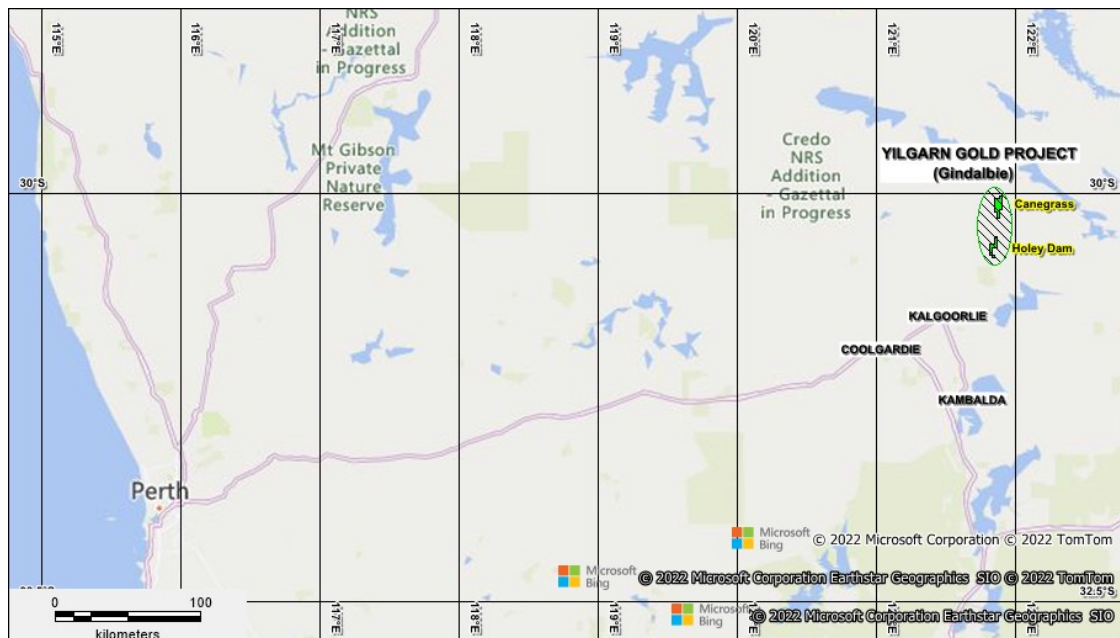 NRS
Addition
- Gazettal
in Progress
115°E
116°E
117°E
118°E
119°E
120°E
121°E
122°E
Mt Gibson
Private
Nature
Reserve
Credo
NRS
Addition
- Gazettal
in Progress
YILGARN GOLD PROJECT
(Gindalbie)
30°S
30°S
Canegrass
Holey Dam
KALGOORLIE
COOLGARDIE
KAMBALDA
Perth
Microsoft
Bing
© 2022 Microsoft Corporation © 2022 TomTom
Microsoft
Bing
© 2022 Microsoft Corporation Earthstar Geographics SIO © 2022 TomTom
32.5°S
Microsoft
Bing
© 2022 Microsoft Corporation Earthstar Geographics SIO
0
100
kilometers
117°E
119°E
121°E